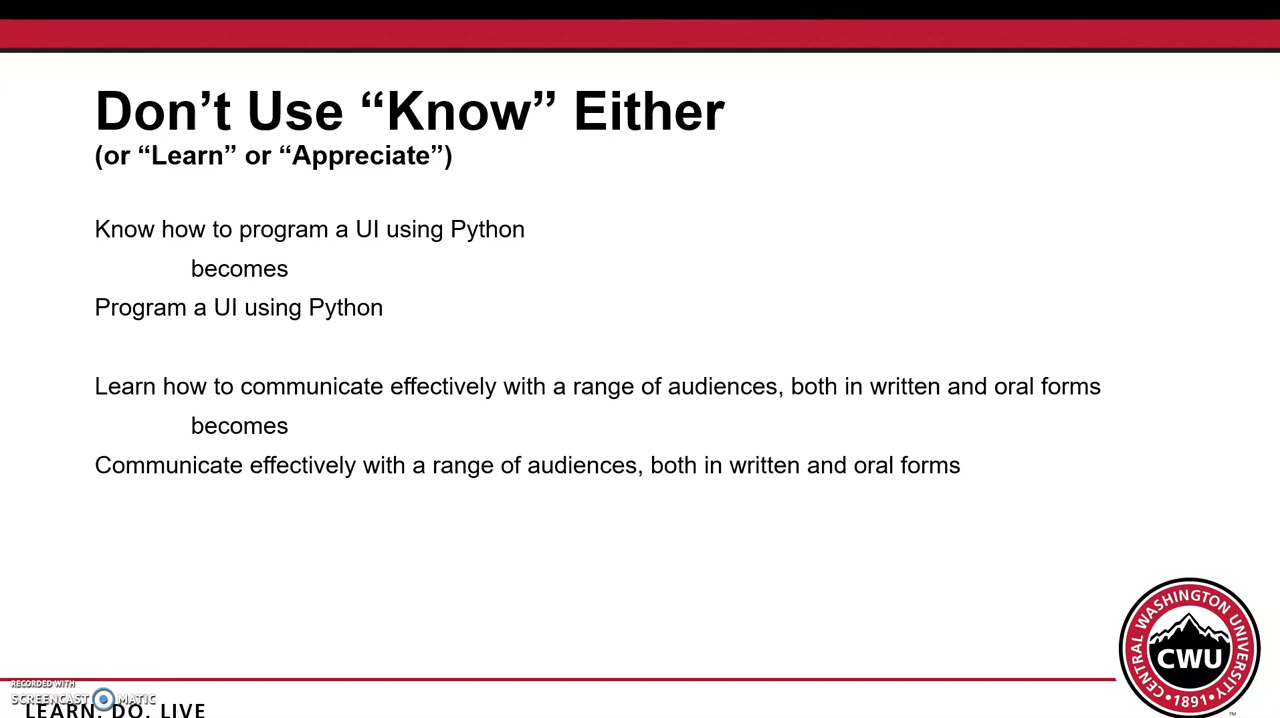 Don’t Use “Know” Either
(or “Learn” or “Appreciate”)
Know how to program a UI using Python
becomes
Program a UI using Python
Learn how to communicate effectively with a range of audiences, both in written and oral forms
becomes
Communicate effectively with a range of audiences, both in written and oral forms
CENTRAL WASHINGTON UNIVERSITY
CWU
•1891•
™
RECORDED WITH
SCREENCAST MATIC
LEARN. DO. LIVE